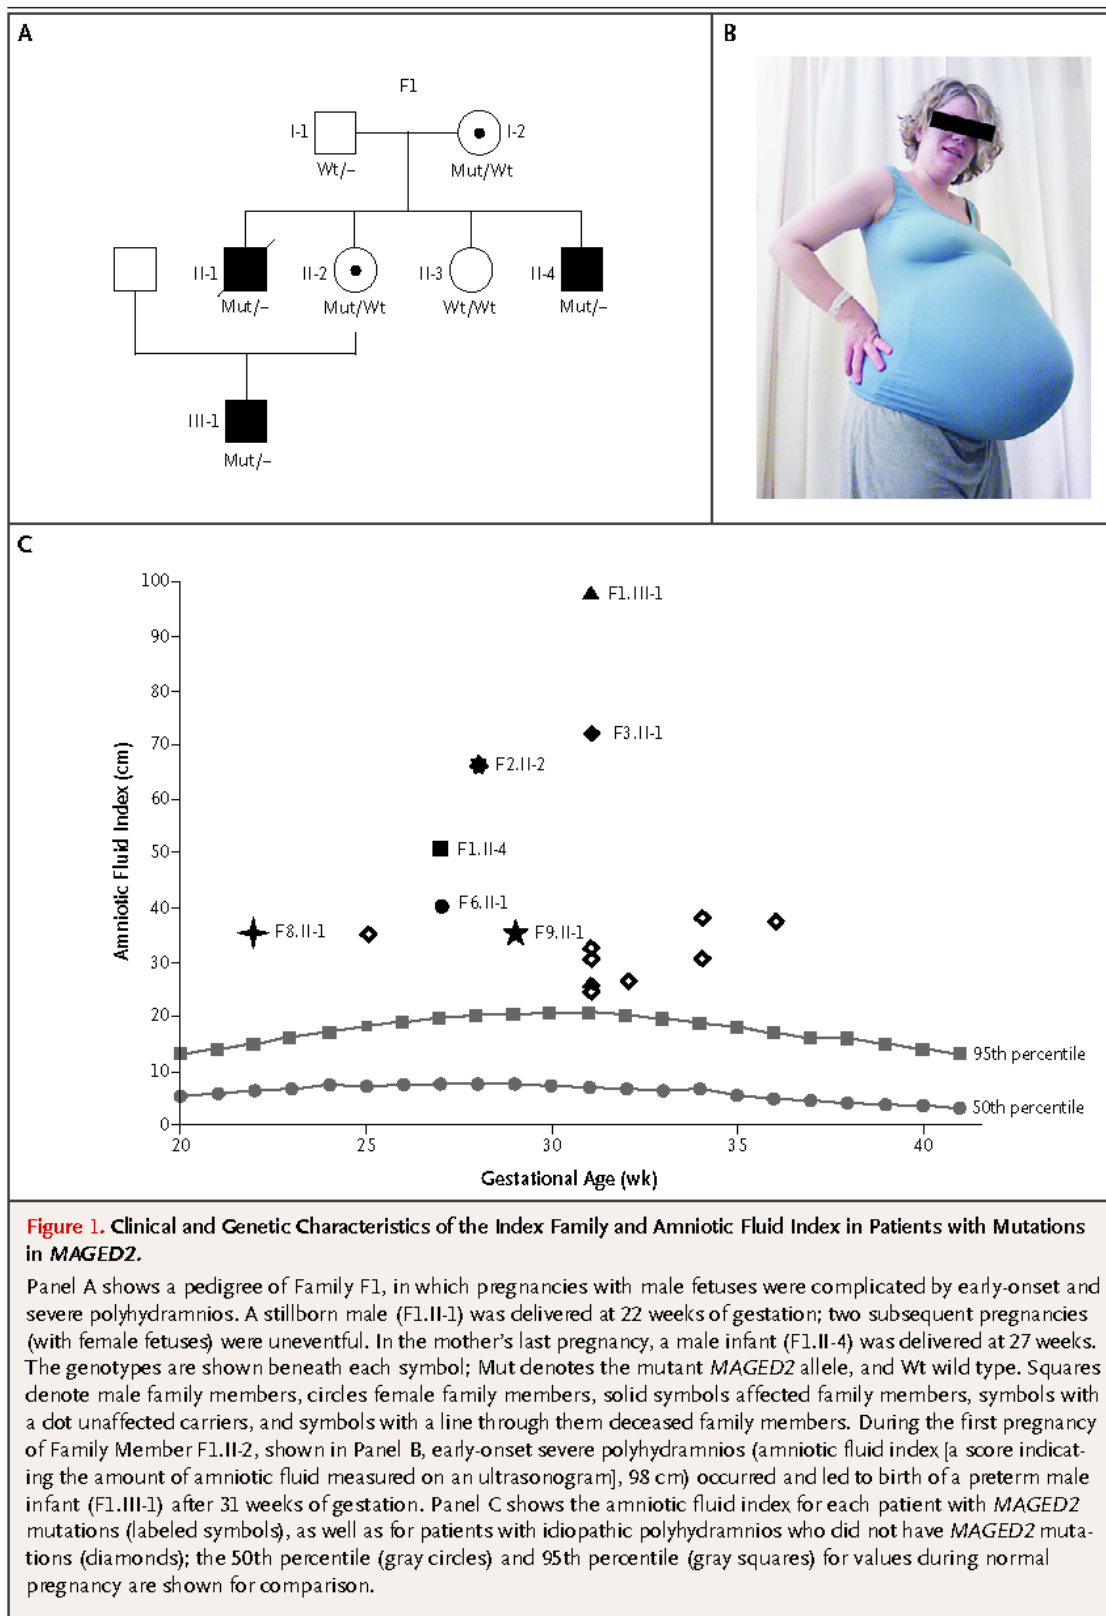 A
B
F1
I-1
I-2
Wt/–
Mut/Wt
II-1
II-2
II-3
II-4
Mut/–
Mut/Wt
Wt/Wt
Mut/–
III-1
Mut/–
C
100
90
80
70
60
50
40
30
20
10
0
Amniotic Fluid Index (cm)
F1.III-1
F3.II-1
F2.II-2
F1.II-4
F6.II-1
F8.II-1
F9.II-1
95th percentile
50th percentile
20
25
30
35
40
Gestational Age (wk)
Figure 1. Clinical and Genetic Characteristics of the Index Family and Amniotic Fluid Index in Patients with Mutations
in MAGED2.
Panel A shows a pedigree of Family F1, in which pregnancies with male fetuses were complicated by early-onset and
severe polyhydramnios. A stillborn male (F1.II-1) was delivered at 22 weeks of gestation; two subsequent pregnancies
(with female fetuses) were uneventful. In the mother's last pregnancy, a male infant (F1.II-4) was delivered at 27 weeks.
The genotypes are shown beneath each symbol; Mut denotes the mutant MAGED2 allele, and Wt wild type. Squares
denote male family members, circles female family members, solid symbols affected family members, symbols with
a dot unaffected carriers, and symbols with a line through them deceased family members. During the first pregnancy
of Family Member F1.II-2, shown in Panel B, early-onset severe polyhydramnios (amniotic fluid index [a score indicat-
ing the amount of amniotic fluid measured on an ultrasonogram], 98 cm) occurred and led to birth of a preterm male
infant (F1.III-1) after 31 weeks of gestation. Panel C shows the amniotic fluid index for each patient with MAGED2
mutations (labeled symbols), as well as for patients with idiopathic polyhydramnios who did not have MAGED2 muta-
tions (diamonds); the 50th percentile (gray circles) and 95th percentile (gray squares) for values during normal
pregnancy are shown for comparison.